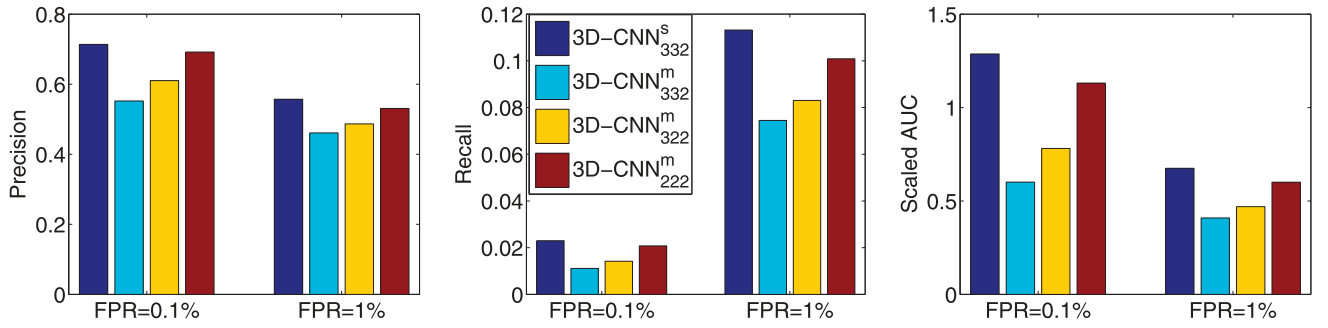 Precision
0.8
0.6
0.4
0.2
0
FPR=0.1% FPR=1%
Recall
0.12
0.1
0.08
0.06
0.04
0.02
0
3D−CNN^s_332
3D−CNN^m_332
3D−CNN^m_322
3D−CNN^m_222
FPR=0.1% FPR=1%
Scaled AUC
1.5
1
0.5
0
FPR=0.1% FPR=1%